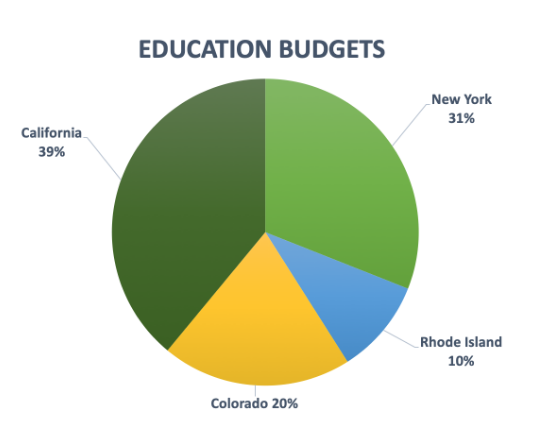 EDUCATION BUDGETS
New York
31%
California
39%
Rhode Island
10%
Colorado 20%